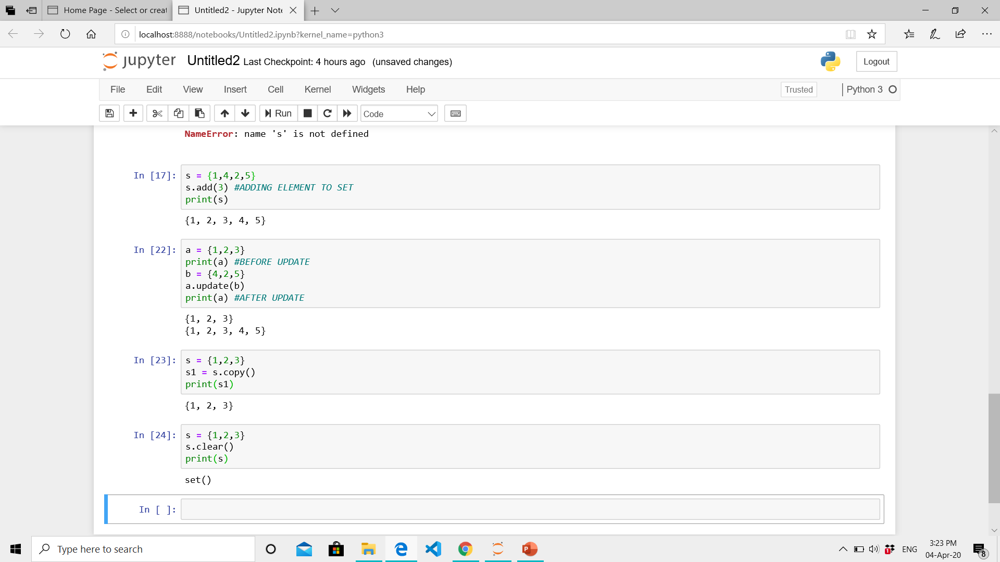 Home Page - Select or creat
Untitled2 - Jupyter Note
localhost:8888/notebooks/Untitled2.ipynb?kernel_name=python3
jupyter Untitled2 Last Checkpoint: 4 hours ago (unsaved changes)
Logout
File Edit View Insert Cell Kernel Widgets Help
Trusted
Python 3
Run
Code
NameError: name 's' is not defined
In [17]: s = {1,4,2,5}
s.add(3) #ADDING ELEMENT TO SET
print(s)
{1, 2, 3, 4, 5}
In [22]: a = {1,2,3}
print(a) #BEFORE UPDATE
b = {4,2,5}
a.update(b)
print(a) #AFTER UPDATE
{1, 2, 3}
{1, 2, 3, 4, 5}
In [23]: s = {1,2,3}
s1 = s.copy()
print(s1)
{1, 2, 3}
In [24]: s = {1,2,3}
s.clear()
print(s)
set()
In [ ]:
Type here to search
P
1
ENG
3:23 PM
04-Apr-20
8